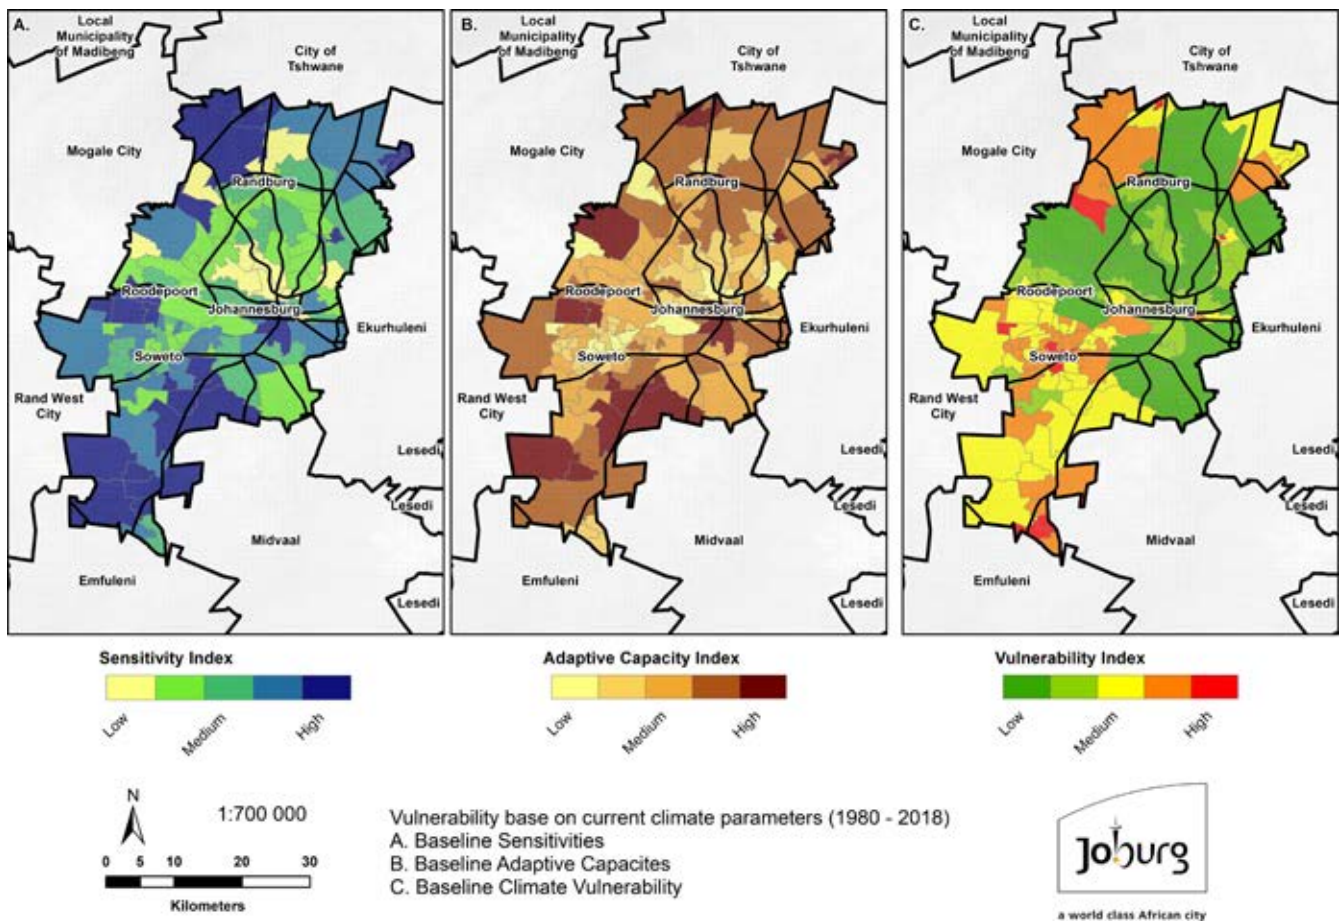 A.
Local
Municipality
of Madibeng
City of
Tshwane
Mogale City
Randburg
Roodepoort
Johannesburg
Ekurhuleni
Soweto
Rand West
City
Lesedi
Lesedi
Midvaal
Emfuleni
Lesedi
B.
Local
Municipality
of Madibeng
City of
Tshwane
Mogale City
Randburg
Roodepoort
Johannesburg
Ekurhuleni
Soweto
Rand West
City
Lesedi
Lesedi
Midvaal
Emfuleni
Lesedi
C.
Local
Municipality
of Madibeng
City of
Tshwane
Mogale City
Randburg
Roodepoort
Johannesburg
Ekurhuleni
Soweto
Rand West
City
Lesedi
Lesedi
Midvaal
Emfuleni
Lesedi
Sensitivity Index
Low
Medium
High
Adaptive Capacity Index
Low
Medium
High
Vulnerability Index
Low
Medium
High
N
1:700 000
0 5 10 20 30
Kilometers
Vulnerability base on current climate parameters (1980 - 2018)
A. Baseline Sensitivities
B. Baseline Adaptive Capacites
C. Baseline Climate Vulnerability
Joburg
a world class African city